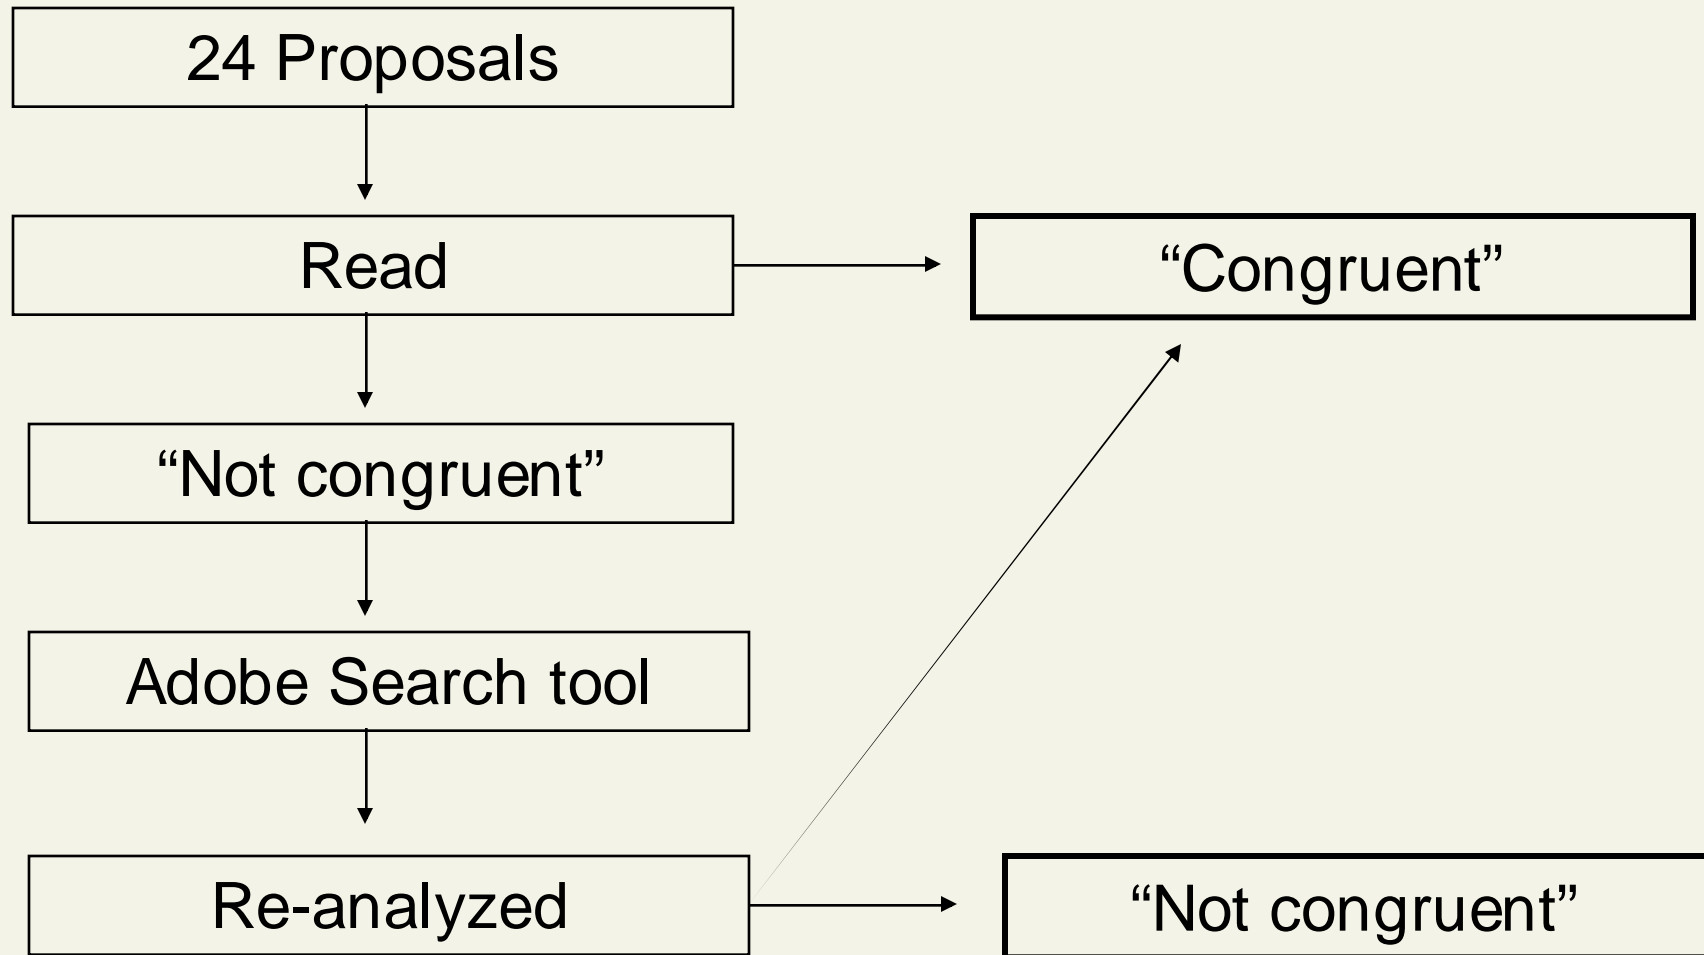 24 Proposals
Read
“Congruent”
“Not congruent”
Adobe Search tool
Re-analyzed
“Not congruent”